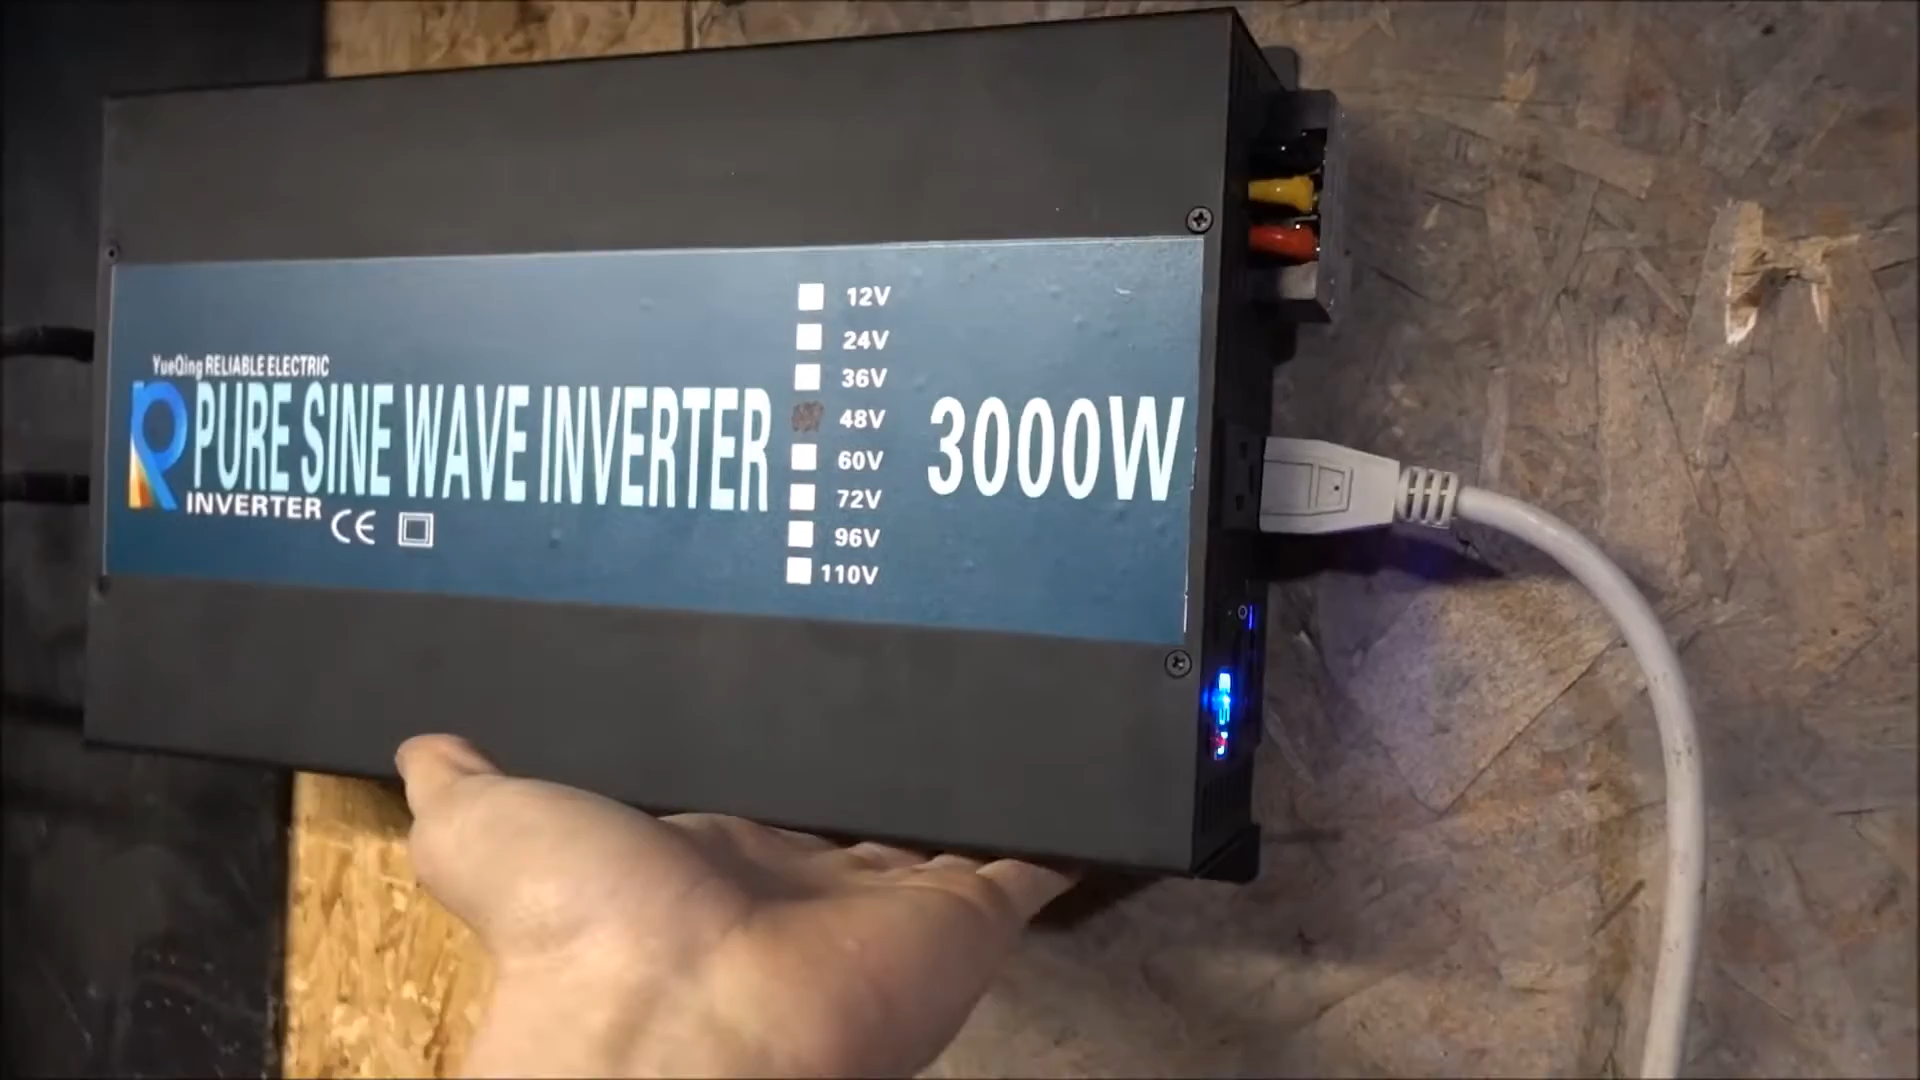 YueQing RELIABLE ELECTRIC
R PURE SINE WAVE INVERTER
INVERTER CE
12V
24V
36V
48V
60V
72V
96V
110V
3000W